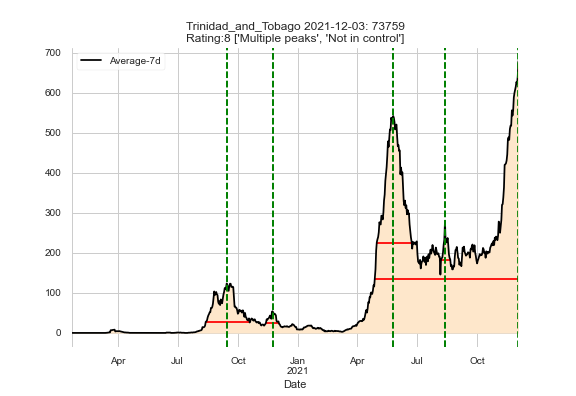 Trinidad_and_Tobago 2021-12-03: 73759
Rating:8 ['Multiple peaks', 'Not in control']
Average-7d
700
600
500
400
300
200
100
0
Apr
Jul
Oct
Jan
2021
Apr
Jul
Oct
Date